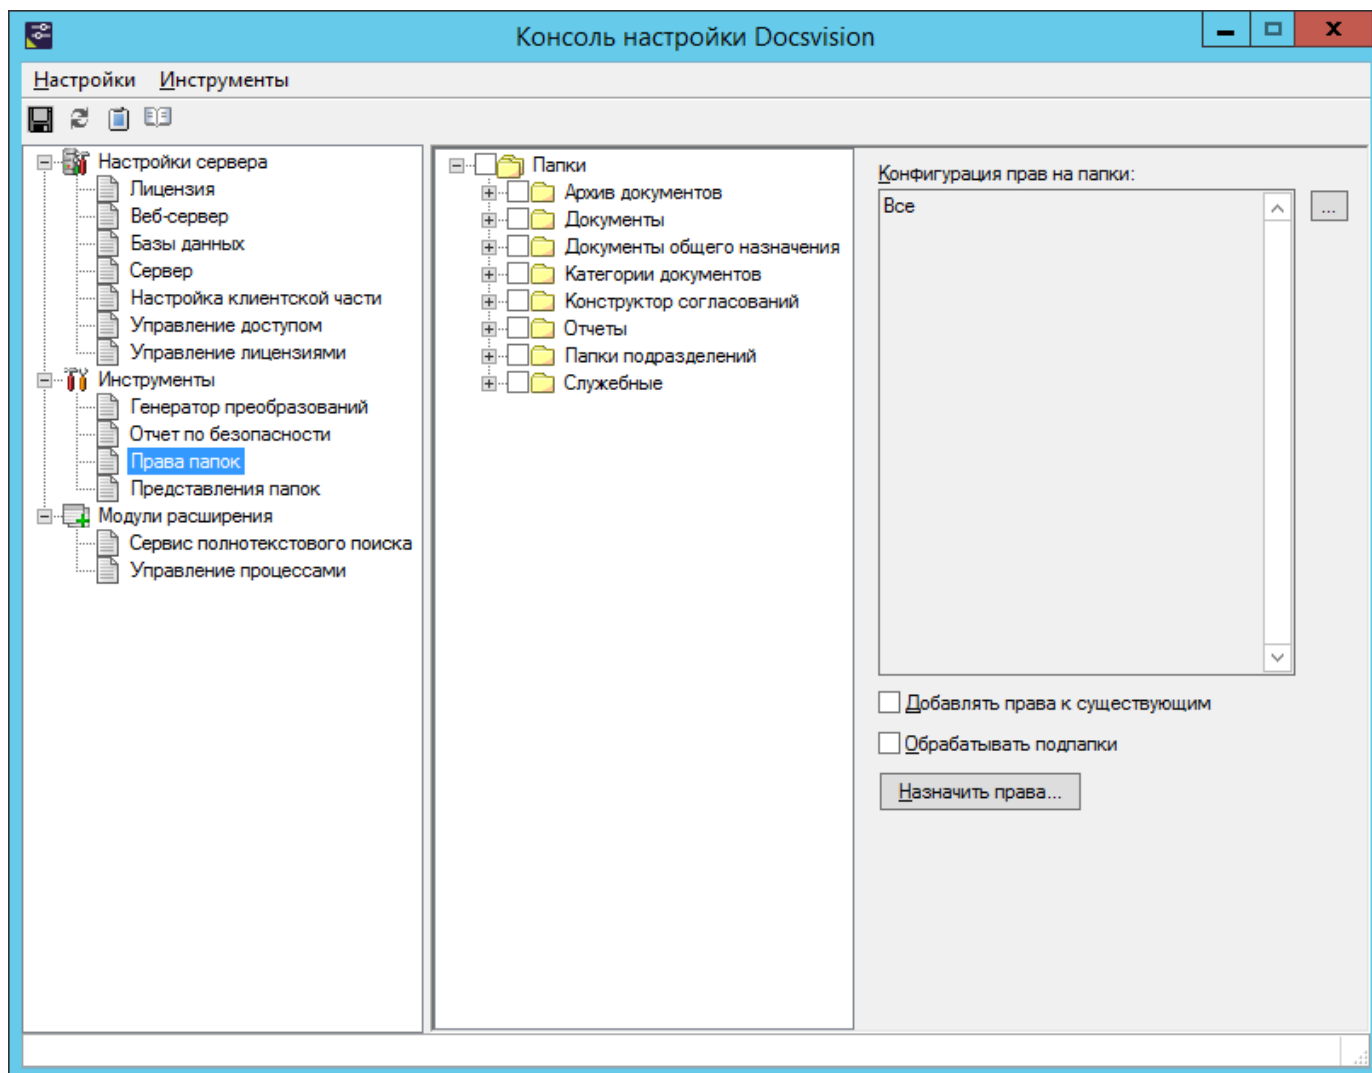 Консоль настройки Docsvision
Настройки Инструменты
Настройки сервера
Лицензия
Веб-сервер
Базы данных
Сервер
Настройка клиентской части
Управление доступом
Управление лицензиями
Инструменты
Генератор преобразований
Отчет по безопасности
Права папок
Представления папок
Модули расширения
Сервис полнотекстового поиска
Управление процессами
Папки
Архив документов
Документы
Документы общего назначения
Категории документов
Конструктор согласований
Отчеты
Папки подразделений
Служебные
Конфигурация прав на папки:
Все
...
Добавлять права к существующим
Обрабатывать подпапки
Назначить права...